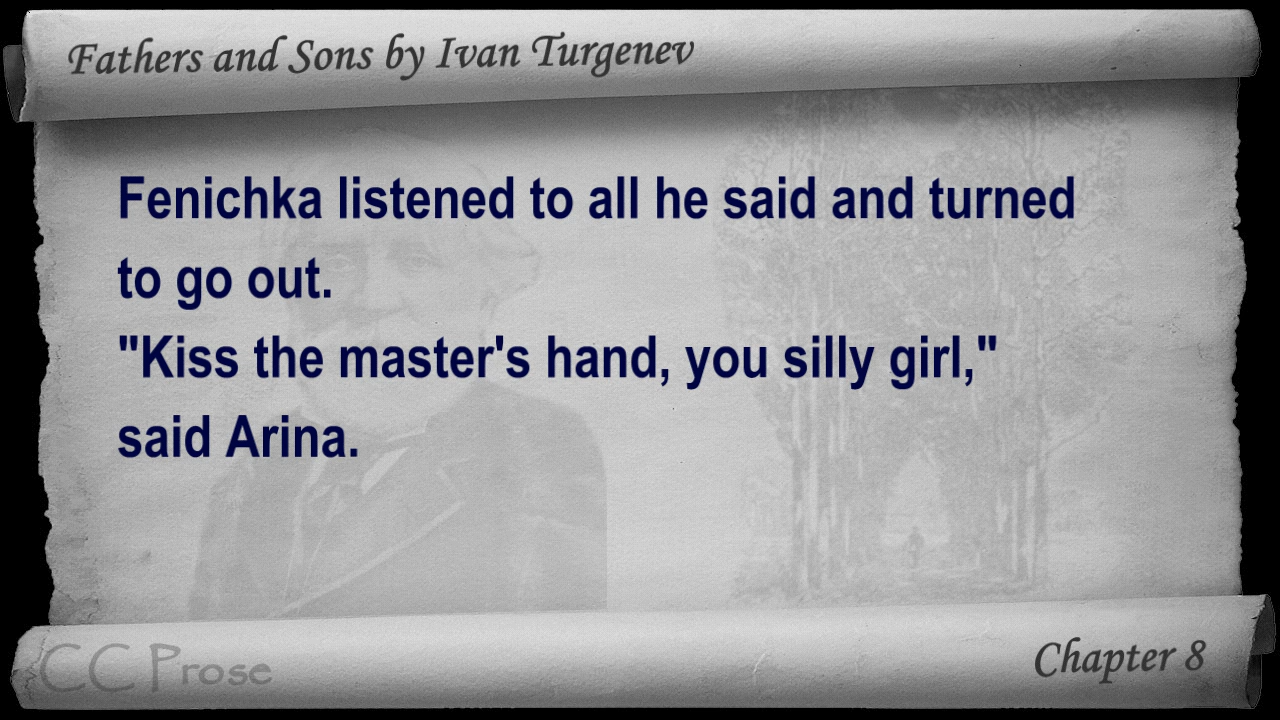 Fathers and Sons by Ivan Turgenev
Fenichka listened to all he said and turned
to go out.
"Kiss the master's hand, you silly girl,"
said Arina.
CC Prose
Chapter 8